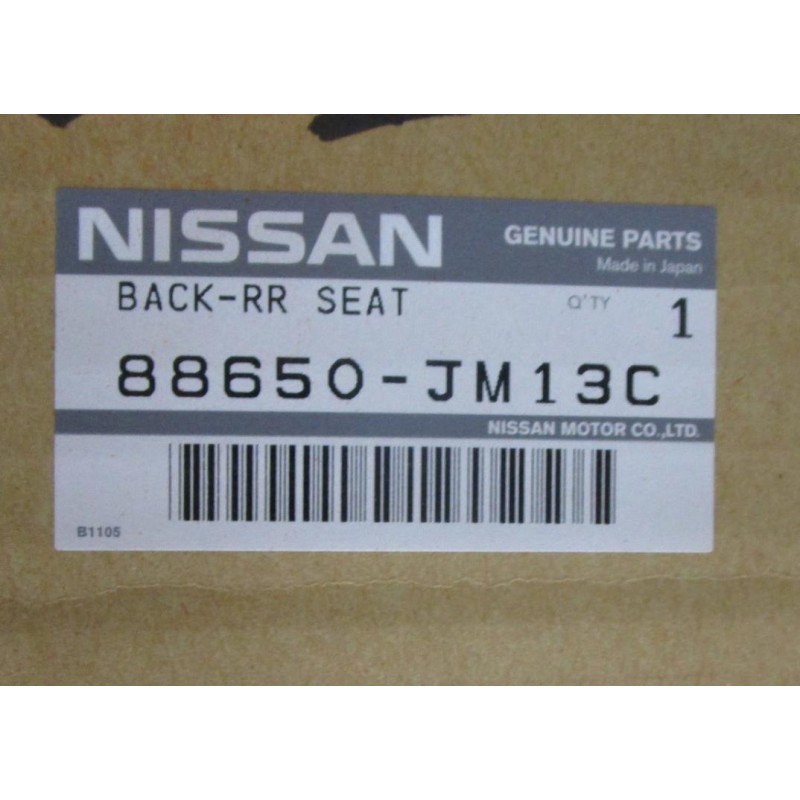 NISSAN GENUINE PARTS
Made in Japan
BACK-RR SEAT Q'TY 1
88650-JM13C
NISSAN MOTOR CO.,LTD.
B1105